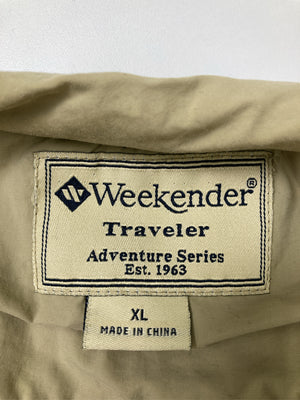 Weekender®
Traveler
Adventure Series
Est. 1963
XL
MADE IN CHINA